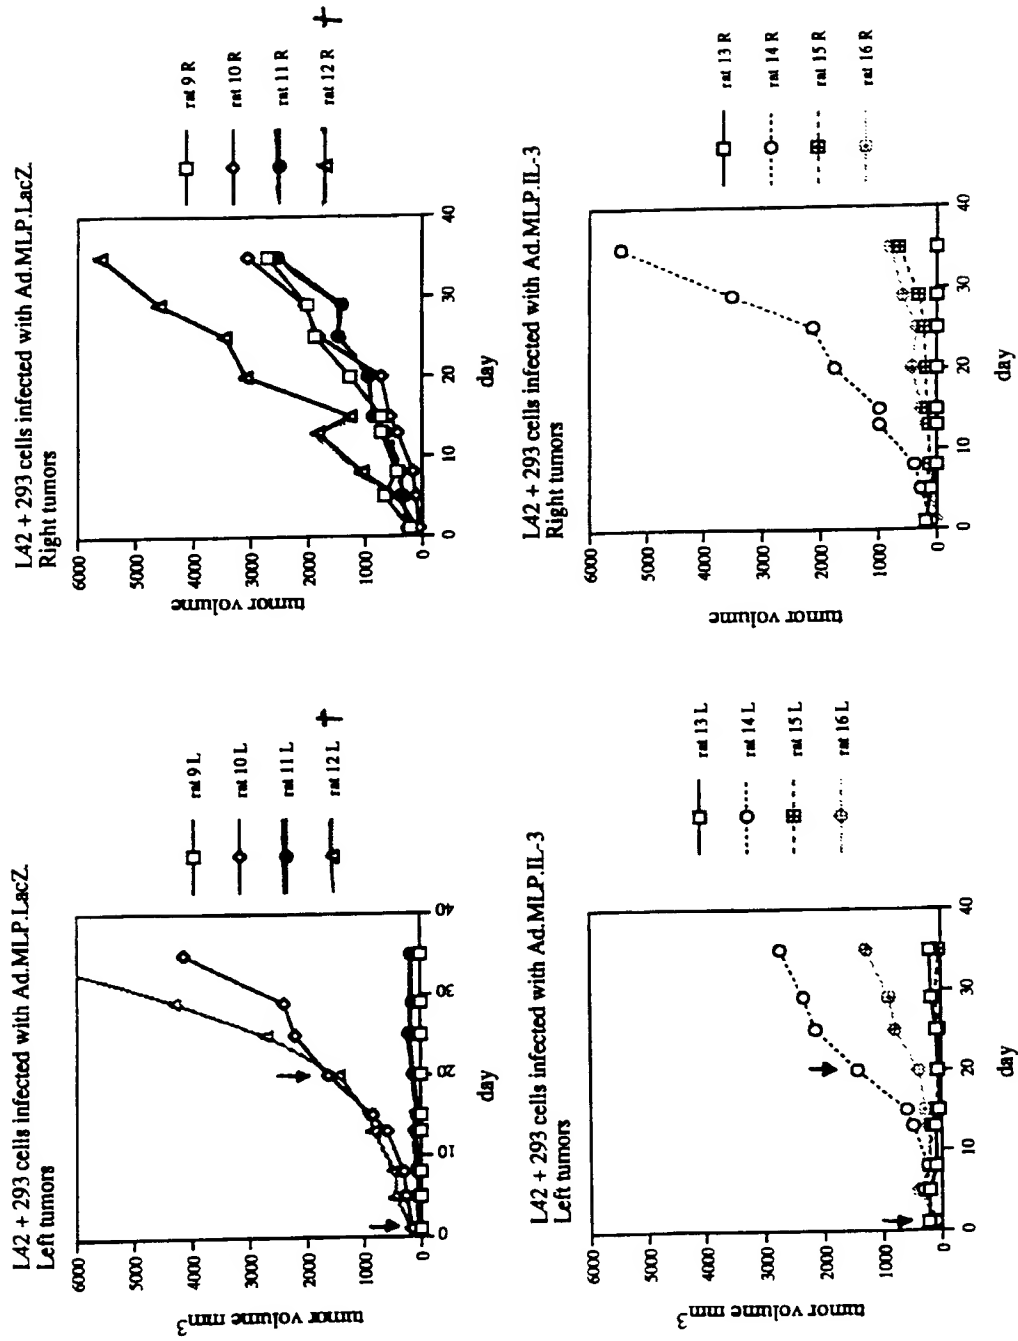 L42 + 293 cells infected with Ad.MLP.LacZ.
Left tumors
tumor volume mm3
6000
5000
4000
3000
2000
1000
0
0
10
20
30
40
day
rat 9 L
rat 10 L
rat 11 L
rat 12 L †
L42 + 293 cells infected with Ad.MLP.LacZ.
Right tumors
tumor volume
6000
5000
4000
3000
2000
1000
0
0
10
20
30
40
day
rat 9 R
rat 10 R
rat 11 R
rat 12 R †
L42 + 293 cells infected with Ad.MLP.IL-3
Left tumors
tumor volume mm3
6000
5000
4000
3000
2000
1000
0
0
10
20
30
40
day
rat 13 L
rat 14 L
rat 15 L
rat 16 L
L42 + 293 cells infected with Ad.MLP.IL-3
Right tumors
tumor volume
6000
5000
4000
3000
2000
1000
0
0
10
20
30
40
day
rat 13 R
rat 14 R
rat 15 R
rat 16 R